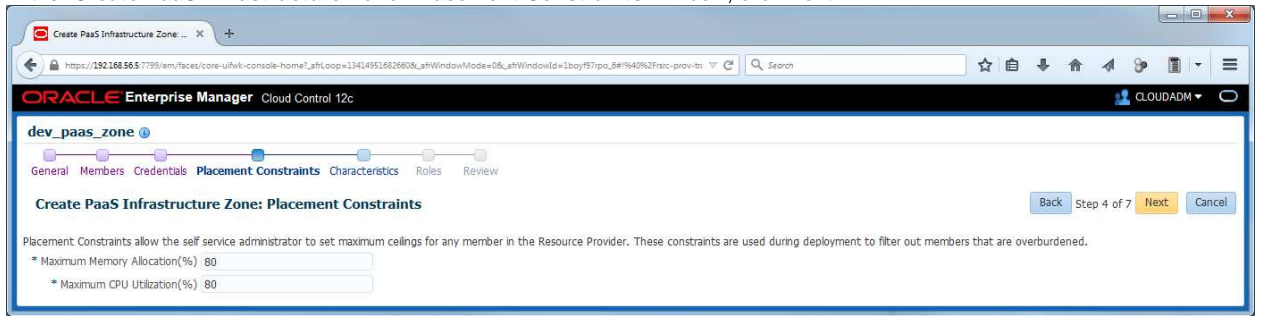 Create PaaS Infrastructure Zone: ...
https://192.168.56.5:7799/em/faces/core-uifwk-console-home?_afrLoop=13414951682660&_afrWindowMode=0&_afrWindowId=1boyf97rpo_6#!%40%2Frsrc-prov-tr
Search
ORACLE Enterprise Manager Cloud Control 12c
CLOUDADM
dev_paas_zone
General Members Credentials Placement Constraints Characteristics Roles Review
Create PaaS Infrastructure Zone: Placement Constraints
Back Step 4 of 7 Next Cancel
Placement Constraints allow the self service administrator to set maximum ceilings for any member in the Resource Provider. These constraints are used during deployment to filter out members that are overburdened.
* Maximum Memory Allocation(%) 80
* Maximum CPU Utilization(%) 80